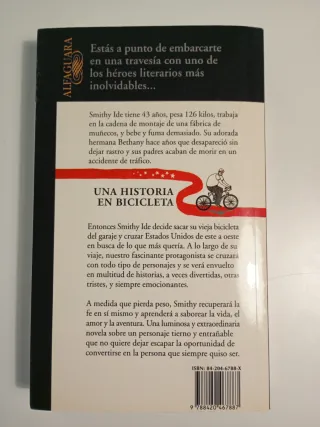 ALFAGUARA
Estás a punto de embarcarte
en una travesía con uno de
los héroes literarios más
inolvidables...
Smithy Ide tiene 43 años, pesa 126 kilos, trabaja
en la cadena de montaje de una fábrica de
muñecos, y bebe y fuma demasiado. Su adorada
hermana Bethany hace años que desapareció sin
dejar rastro y sus padres acaban de morir en un
accidente de tráfico.
UNA HISTORIA
EN BICICLETA
Entonces Smithy Ide decide sacar su vieja bicicleta
del garaje y cruzar Estados Unidos de este a oeste
en busca de lo que más quería. A lo largo de su
viaje, nuestro fascinante protagonista se cruzará
con todo tipo de personajes y se verá envuelto
en multitud de historias, a veces divertidas, otras
tristes, y siempre emocionantes.
A medida que pierda peso, Smithy recuperará la
fe en sí mismo y aprenderá a saborear la vida, el
amor y la aventura. Una luminosa y extraordinaria
novela sobre un personaje tierno y entrañable
que no quiere dejar escapar la oportunidad de
convertirse en la persona que siempre quiso ser.
ISBN: 84-204-6788-X
9 788420 467887